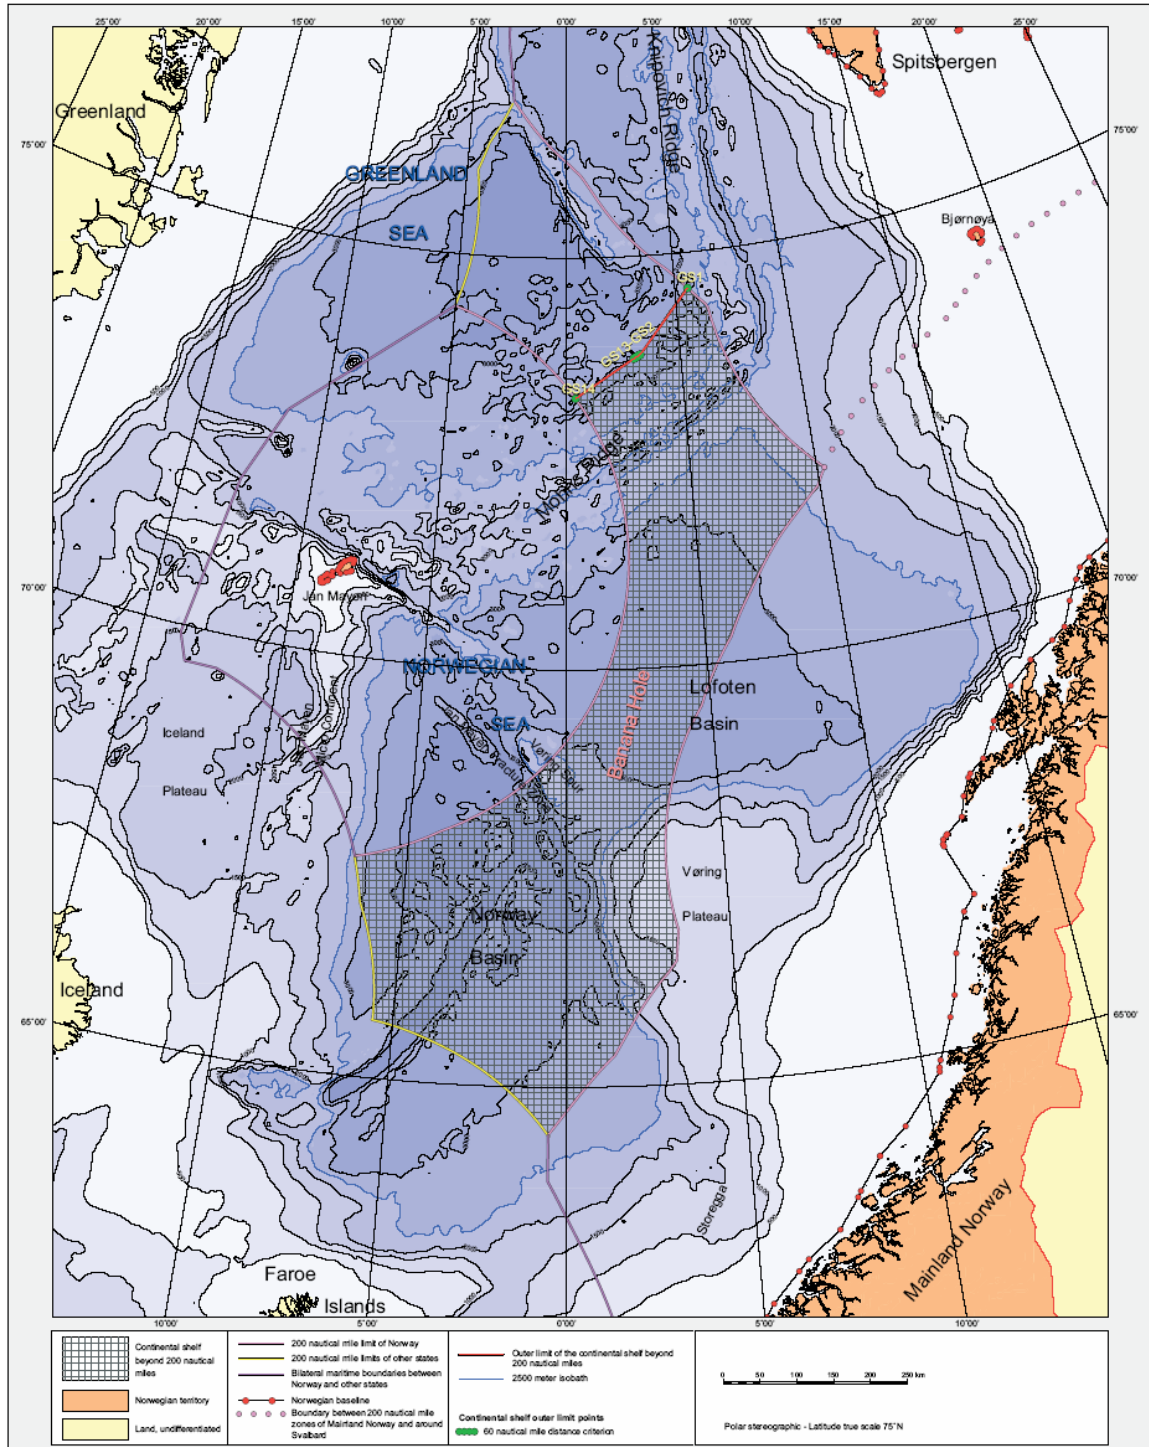 25°00' 20°00' 15°00' 10°00' 5°00' 0°00' 5°00' 10°00' 15°00' 20°00' 25°00'
Spitsbergen
Knipovich Ridge
Greenland
75°00'
75°00'
GREENLAND
SEA
Bjørnøya
GS1
GS13-GS2
GS14
Mohns Ridge
70°00'
70°00'
Jan Mayen
NORWEGIAN
SEA
Lofoten
Basin
Banana Hole
Iceland
Plateau
Jan Mayen
Vøring Spur
Vøring
Plateau
Norway
Basin
Iceland
65°00'
65°00'
Storegga
Mainland Norway
Faroe
Islands
10°00' 5°00' 0°00' 5°00' 10°00'
Continental shelf
beyond 200 nautical
miles
Norwegian territory
Land, undifferentiated
200 nautical mile limit of Norway
200 nautical mile limits of other states
Bilateral maritime boundaries between
Norway and other states
Norwegian baseline
Boundary between 200 nautical mile
zones of Mainland Norway and around
Svalbard
Outer limit of the continental shelf beyond
200 nautical miles
2500 meter isobath
Continental shelf outer limit points
60 nautical mile distance criterion
0 50 100 150 200 250 km
Polar stereographic - Latitude true scale 75°N